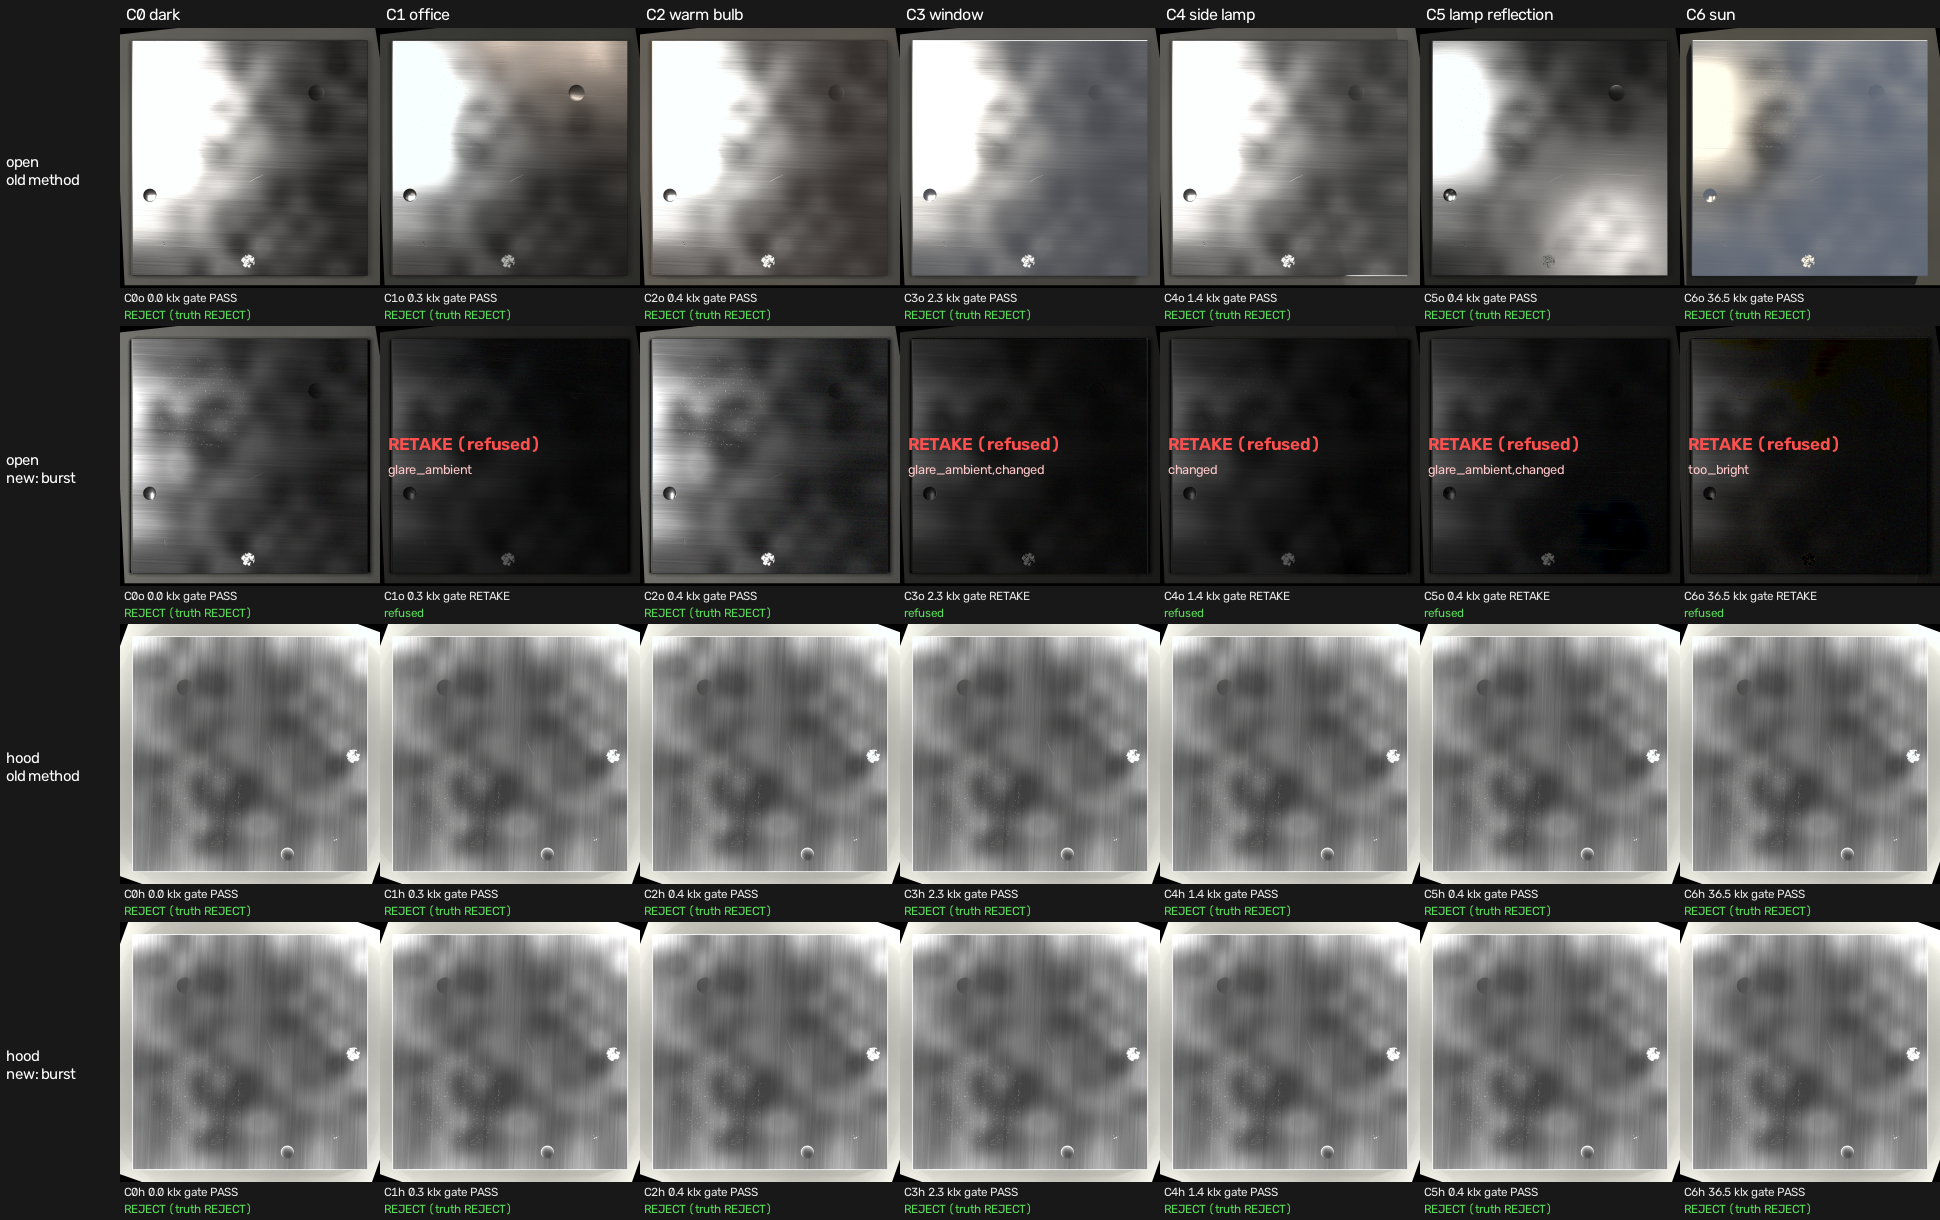 C0 dark
C1 office
C2 warm bulb
C3 window
C4 side lamp
C5 lamp reflection
C6 sun
open
old method
C0o 0.0 klx gate PASS
REJECT (truth REJECT)
C1o 0.3 klx gate PASS
REJECT (truth REJECT)
C2o 0.4 klx gate PASS
REJECT (truth REJECT)
C3o 2.3 klx gate PASS
REJECT (truth REJECT)
C4o 1.4 klx gate PASS
REJECT (truth REJECT)
C5o 0.4 klx gate PASS
REJECT (truth REJECT)
C6o 36.5 klx gate PASS
REJECT (truth REJECT)
open
new: burst
C0o 0.0 klx gate PASS
REJECT (truth REJECT)
RETAKE (refused)
glare_ambient
C1o 0.3 klx gate RETAKE
refused
C2o 0.4 klx gate PASS
REJECT (truth REJECT)
RETAKE (refused)
glare_ambient,changed
C3o 2.3 klx gate RETAKE
refused
RETAKE (refused)
changed
C4o 1.4 klx gate RETAKE
refused
RETAKE (refused)
glare_ambient,changed
C5o 0.4 klx gate RETAKE
refused
RETAKE (refused)
too_bright
C6o 36.5 klx gate RETAKE
refused
hood
old method
C0h 0.0 klx gate PASS
REJECT (truth REJECT)
C1h 0.3 klx gate PASS
REJECT (truth REJECT)
C2h 0.4 klx gate PASS
REJECT (truth REJECT)
C3h 2.3 klx gate PASS
REJECT (truth REJECT)
C4h 1.4 klx gate PASS
REJECT (truth REJECT)
C5h 0.4 klx gate PASS
REJECT (truth REJECT)
C6h 36.5 klx gate PASS
REJECT (truth REJECT)
hood
new: burst
C0h 0.0 klx gate PASS
REJECT (truth REJECT)
C1h 0.3 klx gate PASS
REJECT (truth REJECT)
C2h 0.4 klx gate PASS
REJECT (truth REJECT)
C3h 2.3 klx gate PASS
REJECT (truth REJECT)
C4h 1.4 klx gate PASS
REJECT (truth REJECT)
C5h 0.4 klx gate PASS
REJECT (truth REJECT)
C6h 36.5 klx gate PASS
REJECT (truth REJECT)